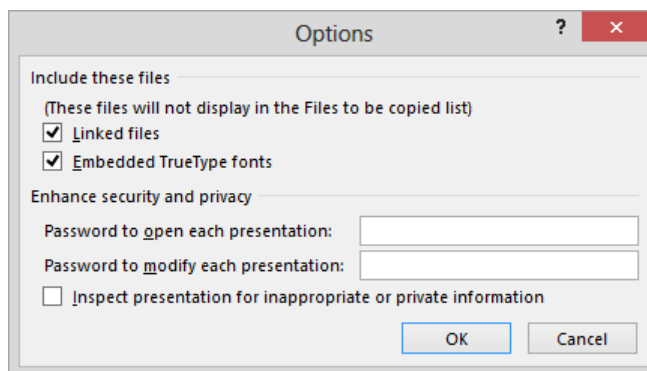 Options
?
Include these files
(These files will not display in the Files to be copied list)
Linked files
Embedded TrueType fonts
Enhance security and privacy
Password to open each presentation:
Password to modify each presentation:
Inspect presentation for inappropriate or private information
OK
Cancel